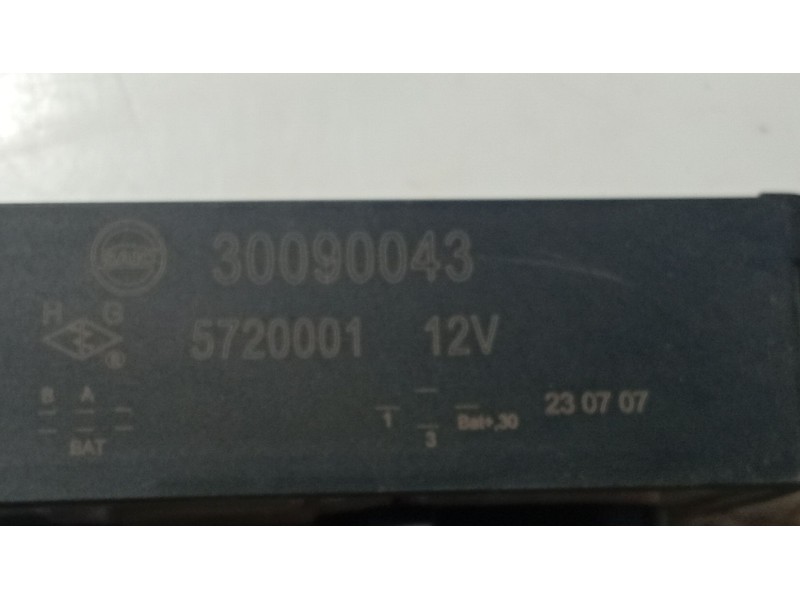 30090043
H G
5720001 12V
®
B A
BAT
1
3
Bat+,30
23 07 07